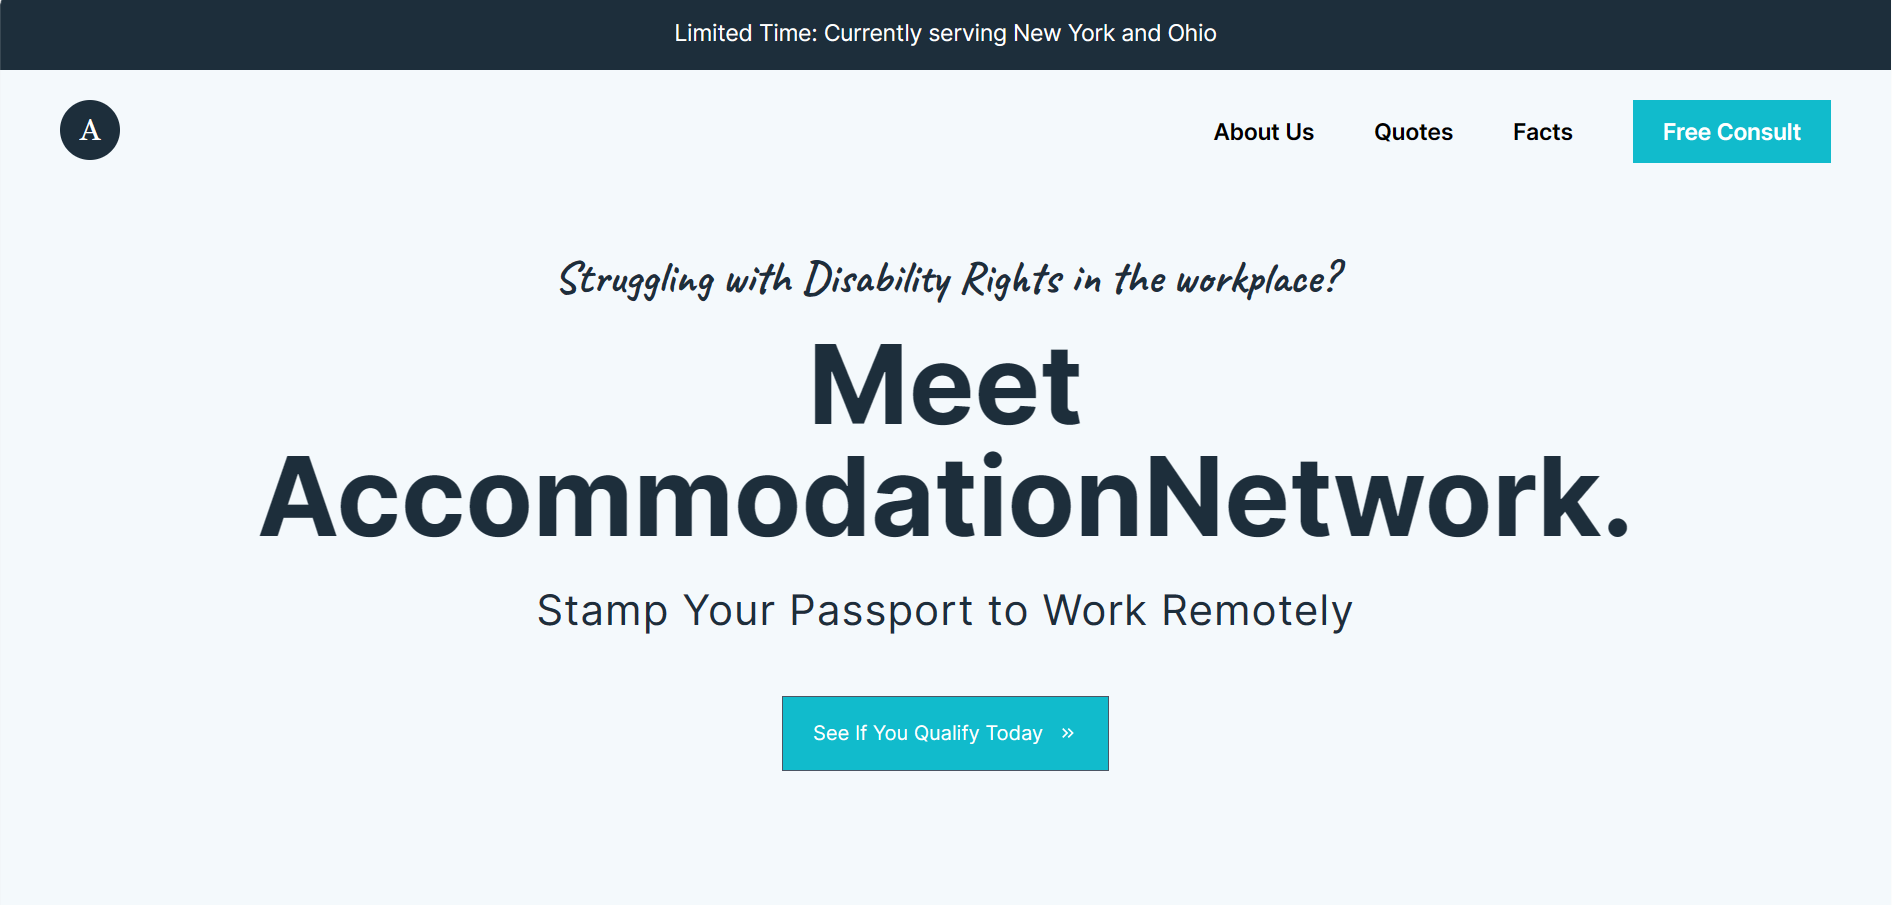 Limited Time: Currently serving New York and Ohio
A
About Us
Quotes
Facts
Free Consult
Struggling with Disability Rights in the workplace?
Meet
AccommodationNetwork.
Stamp Your Passport to Work Remotely
See If You Qualify Today »